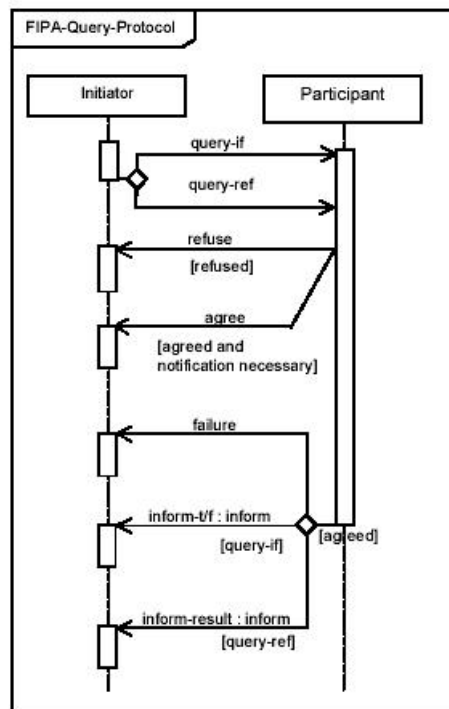 FIPA-Query-Protocol
Initiator
Participant
query-if
query-ref
refuse
[refused]
agree
[agreed and
notification necessary]
failure
inform-t/f : inform
[query-if]
[agreed]
inform-result : inform
[query-ref]